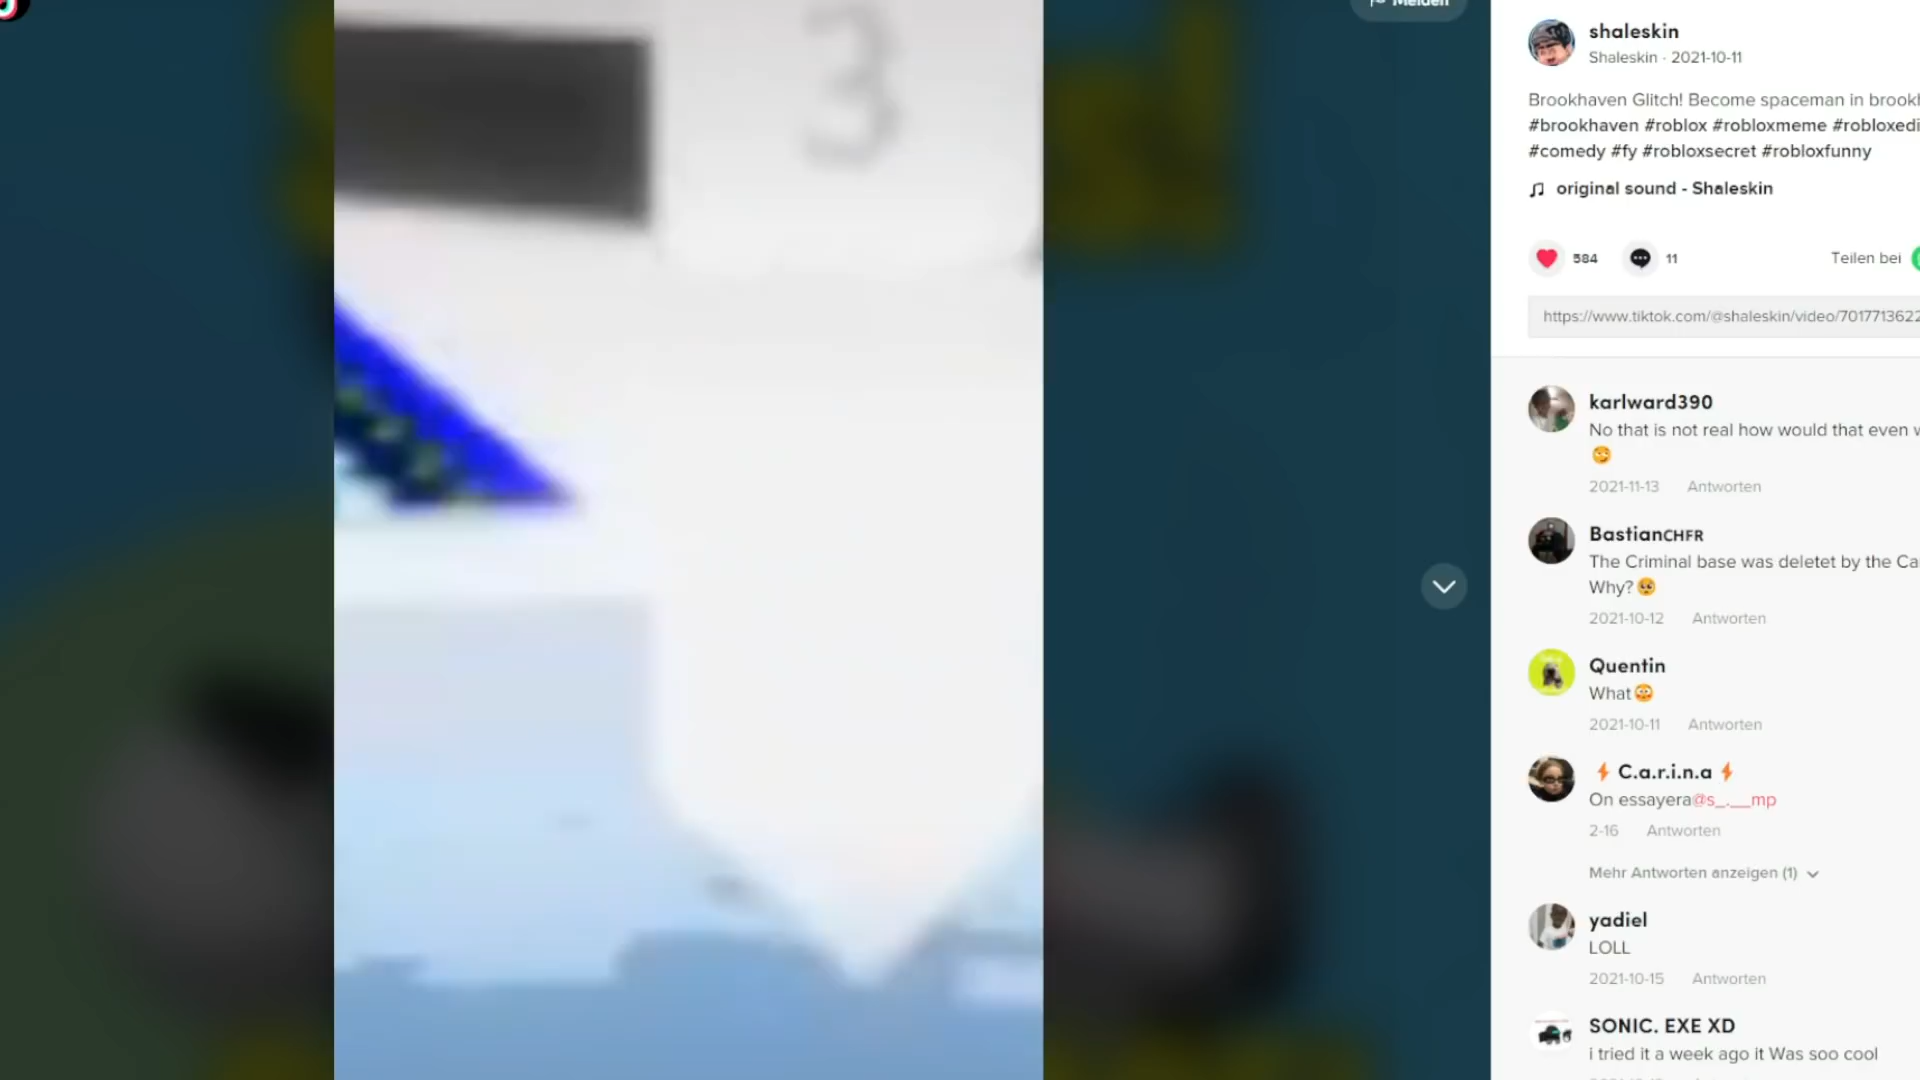 Melden
3
shaleskin
Shaleskin · 2021-10-11
Brookhaven Glitch! Become spaceman in brookh
#brookhaven #roblox #robloxmeme #robloxedi
#comedy #fy #robloxsecret #robloxfunny
original sound - Shaleskin
584
11
Teilen bei
https://www.tiktok.com/@shaleskin/video/7017713622
karlward390
No that is not real how would that even w
2021-11-13 Antworten
BastianCHFR
The Criminal base was deletet by the Ca
Why?🥺
2021-10-12 Antworten
Quentin
What😳
2021-10-11 Antworten
⚡ C.a.r.i.n.a ⚡
On essayera@s_.__mp
2-16 Antworten
Mehr Antworten anzeigen (1)
yadiel
LOLL
2021-10-15 Antworten
SONIC. EXE XD
i tried it a week ago it Was soo cool